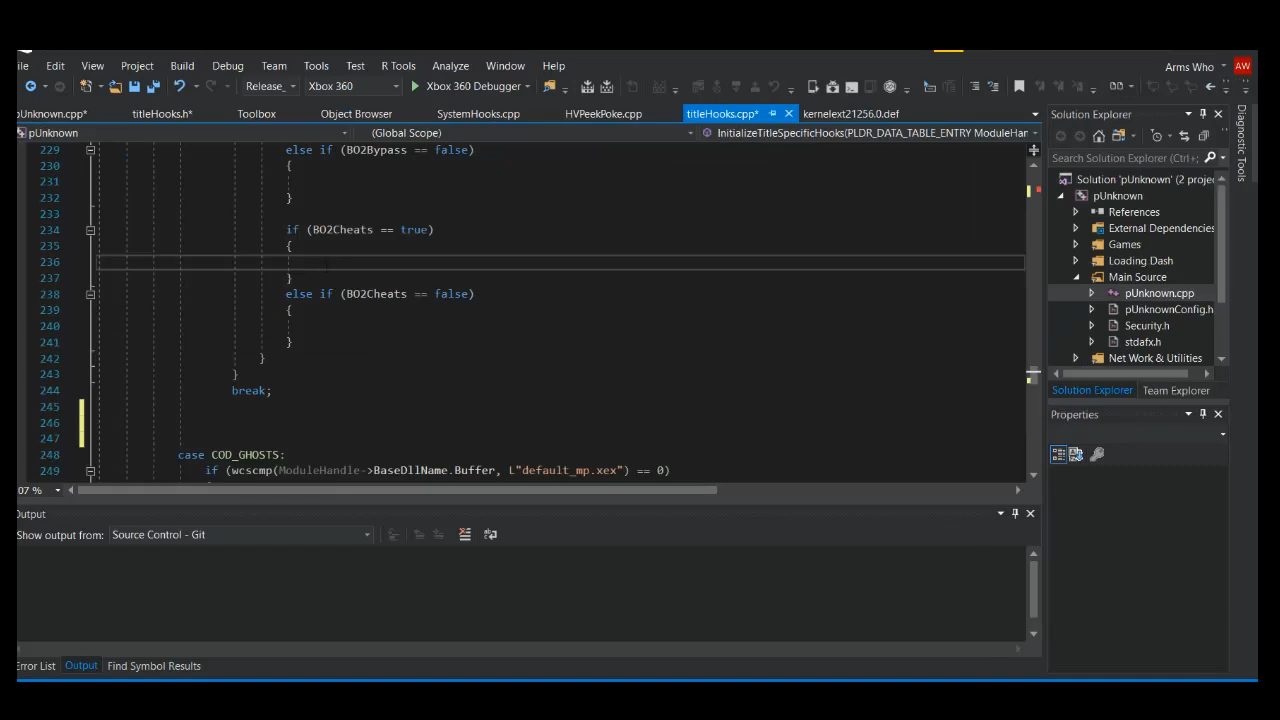 ile Edit View Project Build Debug Team Tools Test R Tools Analyze Window Help Arms Who AW
Release Xbox 360 Xbox 360 Debugger
pUnknown.cpp* titleHooks.h* Toolbox Object Browser SystemHooks.cpp HVPeekPoke.cpp titleHooks.cpp* kernelext21256.0.def
pUnknown (Global Scope) InitializeTitleSpecificHooks(PLDR_DATA_TABLE_ENTRY ModuleHan
229 else if (BO2Bypass == false)
230 {
231
232 }
233
234 if (BO2Cheats == true)
235 {
236
237 }
238 else if (BO2Cheats == false)
239 {
240
241 }
242 }
243 }
244 break;
245
246
247
248 case COD_GHOSTS:
249 if (wcscmp(ModuleHandle->BaseDllName.Buffer, L"default_mp.xex") == 0)
07 %
Output
Show output from: Source Control - Git
Error List Output Find Symbol Results
Solution Explorer
Search Solution Explorer (Ctrl+;
Solution 'pUnknown' (2 projec
pUnknown
References
External Dependencies
Games
Loading Dash
Main Source
pUnknown.cpp
pUnknownConfig.h
Security.h
stdafx.h
Net Work & Utilities
Solution Explorer Team Explorer
Properties
Diagnostic Tools